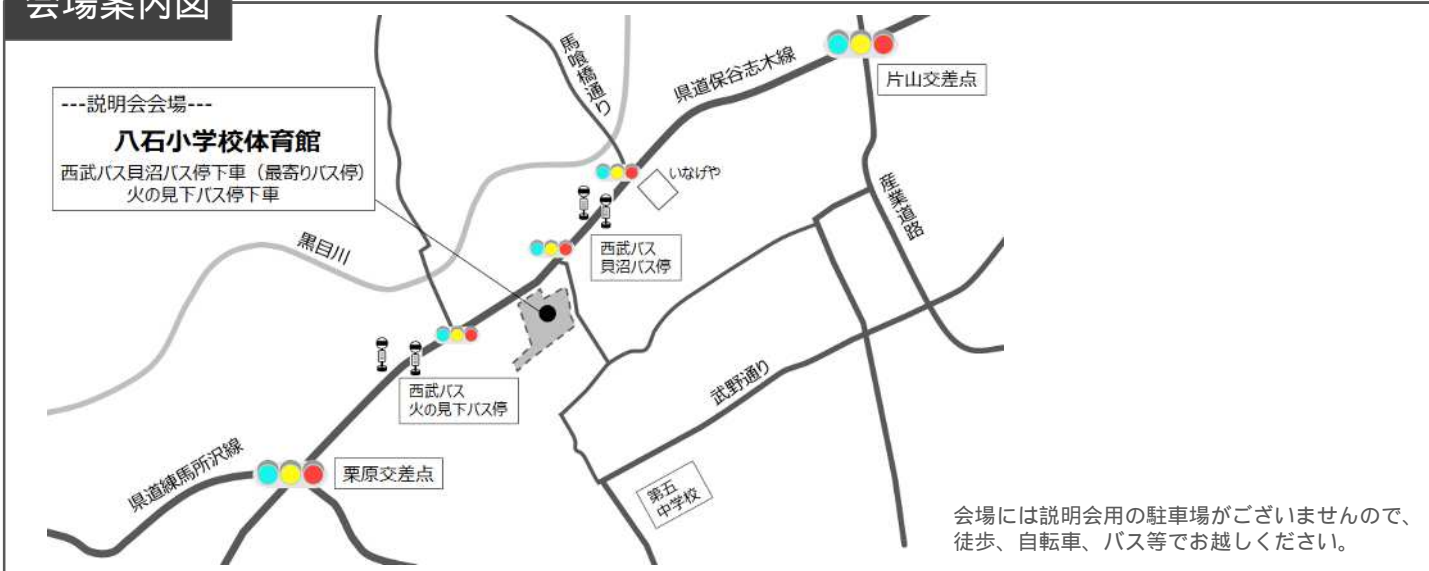 会場案内図
---説明会会場---
八石小学校体育館
西武バス貝沼バス停下車（最寄りバス停）
火の見下バス停下車
馬喰橋通り
県道保谷志木線
片山交差点
いなげや
産業道路
黒目川
西武バス
貝沼バス停
西武バス
火の見下バス停
武野通り
県道練馬所沢線
栗原交差点
第五
中学校
会場には説明会用の駐車場がございませんので、
徒歩、自転車、バス等でお越しください。